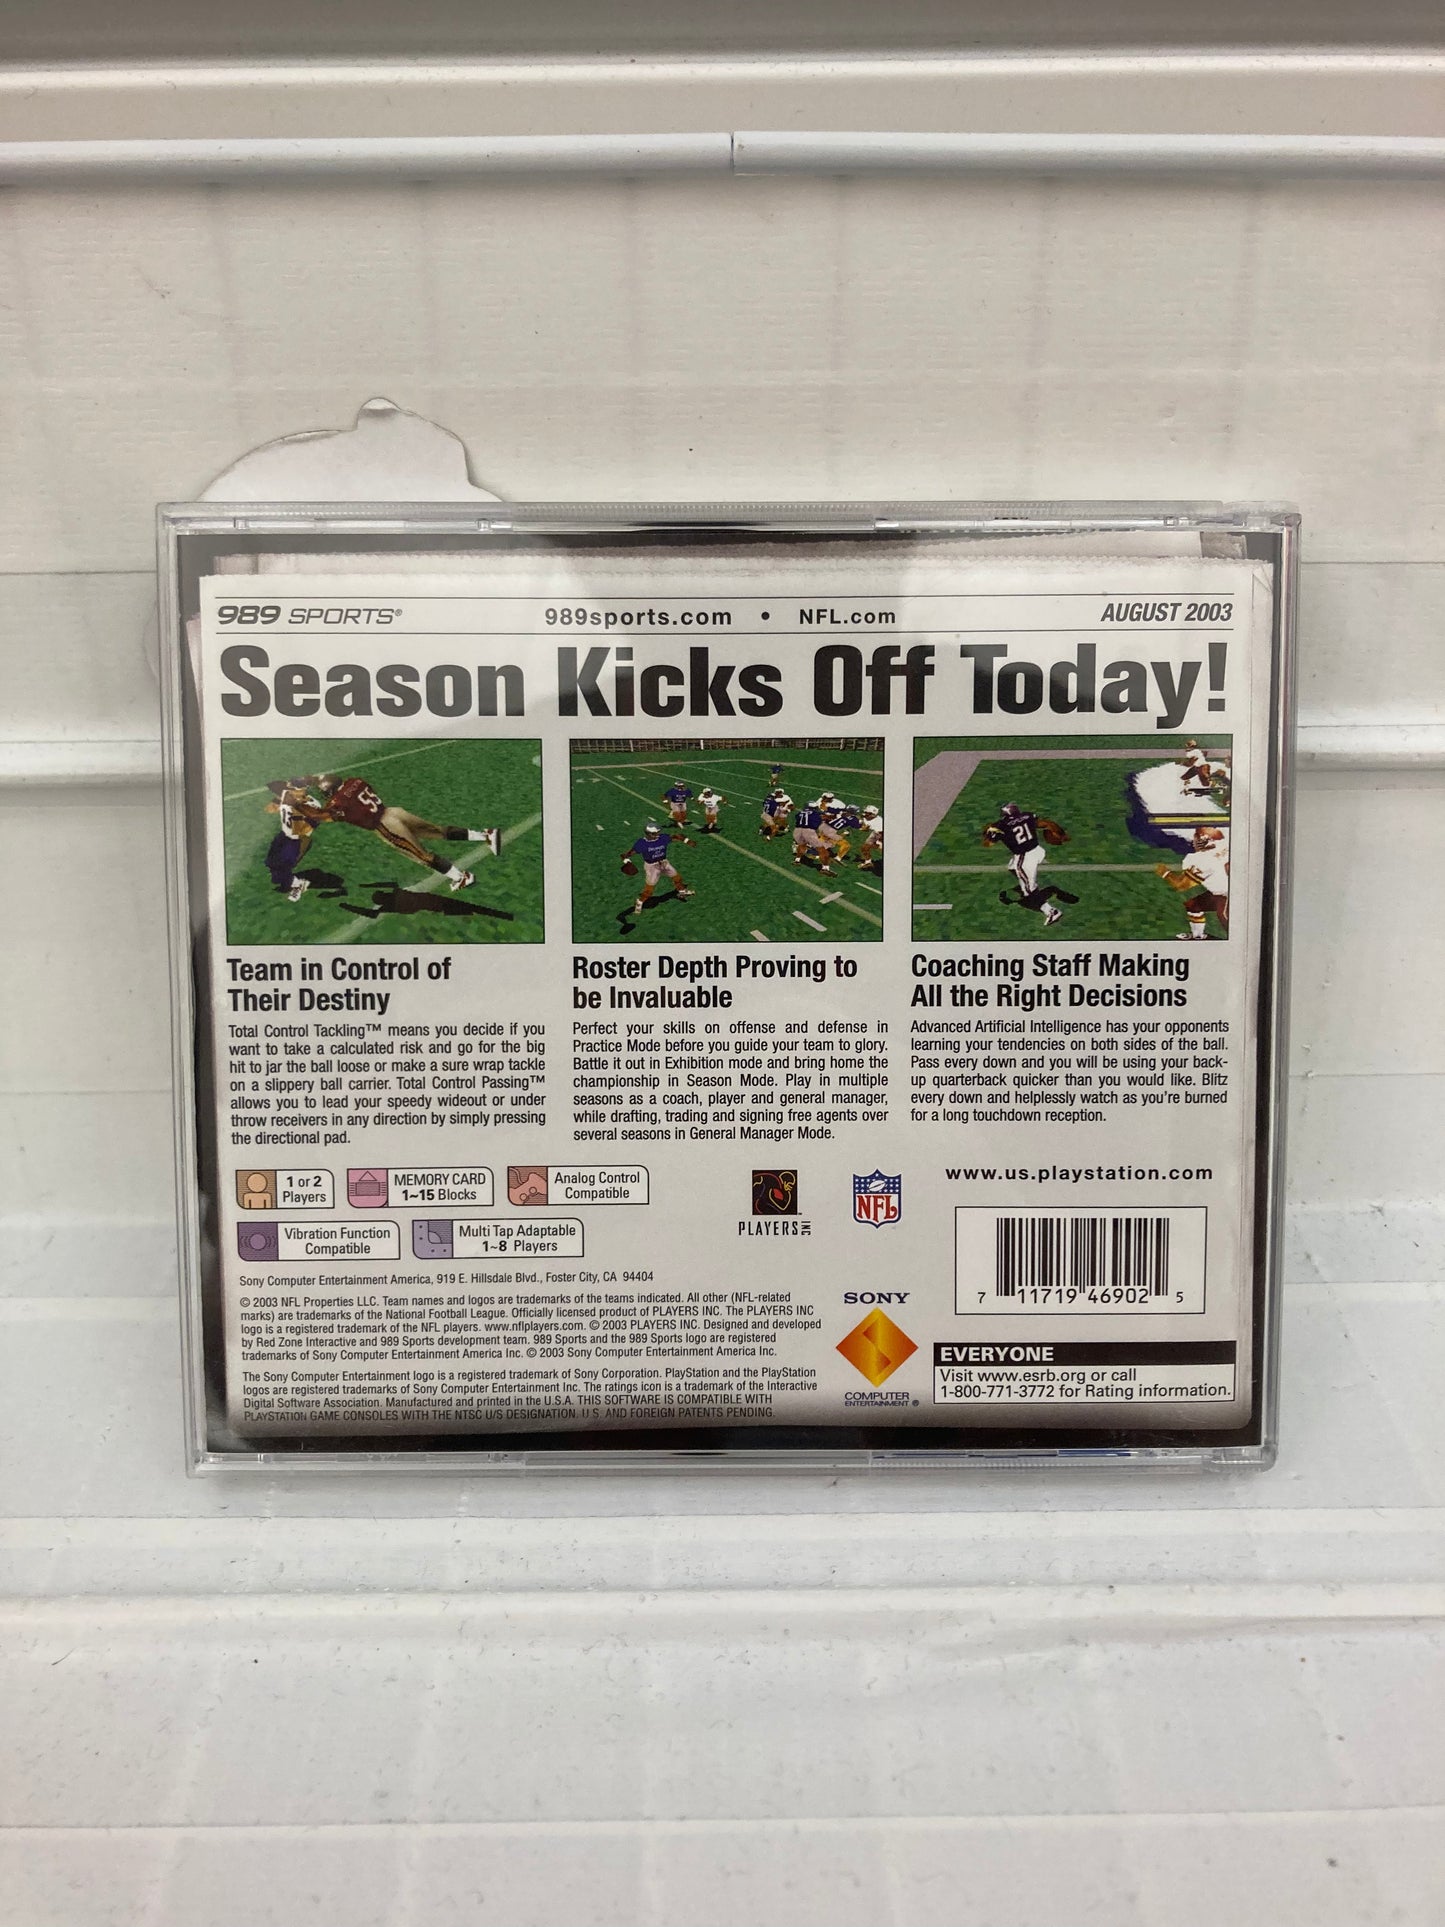 989 SPORTS® 989sports.com • NFL.com AUGUST 2003
Season Kicks Off Today!
55
21
Team in Control of
Their Destiny
Total Control Tackling™ means you decide if you
want to take a calculated risk and go for the big
hit to jar the ball loose or make a sure wrap tackle
on a slippery ball carrier. Total Control Passing™
allows you to lead your speedy wideout or under
throw receivers in any direction by simply pressing
the directional pad.
Roster Depth Proving to
be Invaluable
Perfect your skills on offense and defense in
Practice Mode before you guide your team to glory.
Battle it out in Exhibition mode and bring home the
championship in Season Mode. Play in multiple
seasons as a coach, player and general manager,
while drafting, trading and signing free agents over
several seasons in General Manager Mode.
Coaching Staff Making
All the Right Decisions
Advanced Artificial Intelligence has your opponents
learning your tendencies on both sides of the ball.
Pass every down and you will be using your back-
up quarterback quicker than you would like. Blitz
every down and helplessly watch as you're burned
for a long touchdown reception.
1 or 2
Players
MEMORY CARD
1~15 Blocks
Analog Control
Compatible
Vibration Function
Compatible
Multi Tap Adaptable
1~8 Players
PLAYERS INC
NFL
www.us.playstation.com
7 11719 46902 5
Sony Computer Entertainment America, 919 E. Hillsdale Blvd., Foster City, CA 94404
© 2003 NFL Properties LLC. Team names and logos are trademarks of the teams indicated. All other (NFL-related
marks) are trademarks of the National Football League. Officially licensed product of PLAYERS INC. The PLAYERS INC
logo is a registered trademark of the NFL players. www.nflplayers.com. © 2003 PLAYERS INC. Designed and developed
by Red Zone Interactive and 989 Sports development team. 989 Sports and the 989 Sports logo are registered
trademarks of Sony Computer Entertainment America Inc. © 2003 Sony Computer Entertainment America Inc.
The Sony Computer Entertainment logo is a registered trademark of Sony Corporation. PlayStation and the PlayStation
logos are registered trademarks of Sony Computer Entertainment Inc. The ratings icon is a trademark of the Interactive
Digital Software Association. Manufactured and printed in the U.S.A. THIS SOFTWARE IS COMPATIBLE WITH
PLAYSTATION GAME CONSOLES WITH THE NTSC U/S DESIGNATION. U.S. AND FOREIGN PATENTS PENDING.
SONY
COMPUTER
ENTERTAINMENT ®
EVERYONE
Visit www.esrb.org or call
1-800-771-3772 for Rating information.